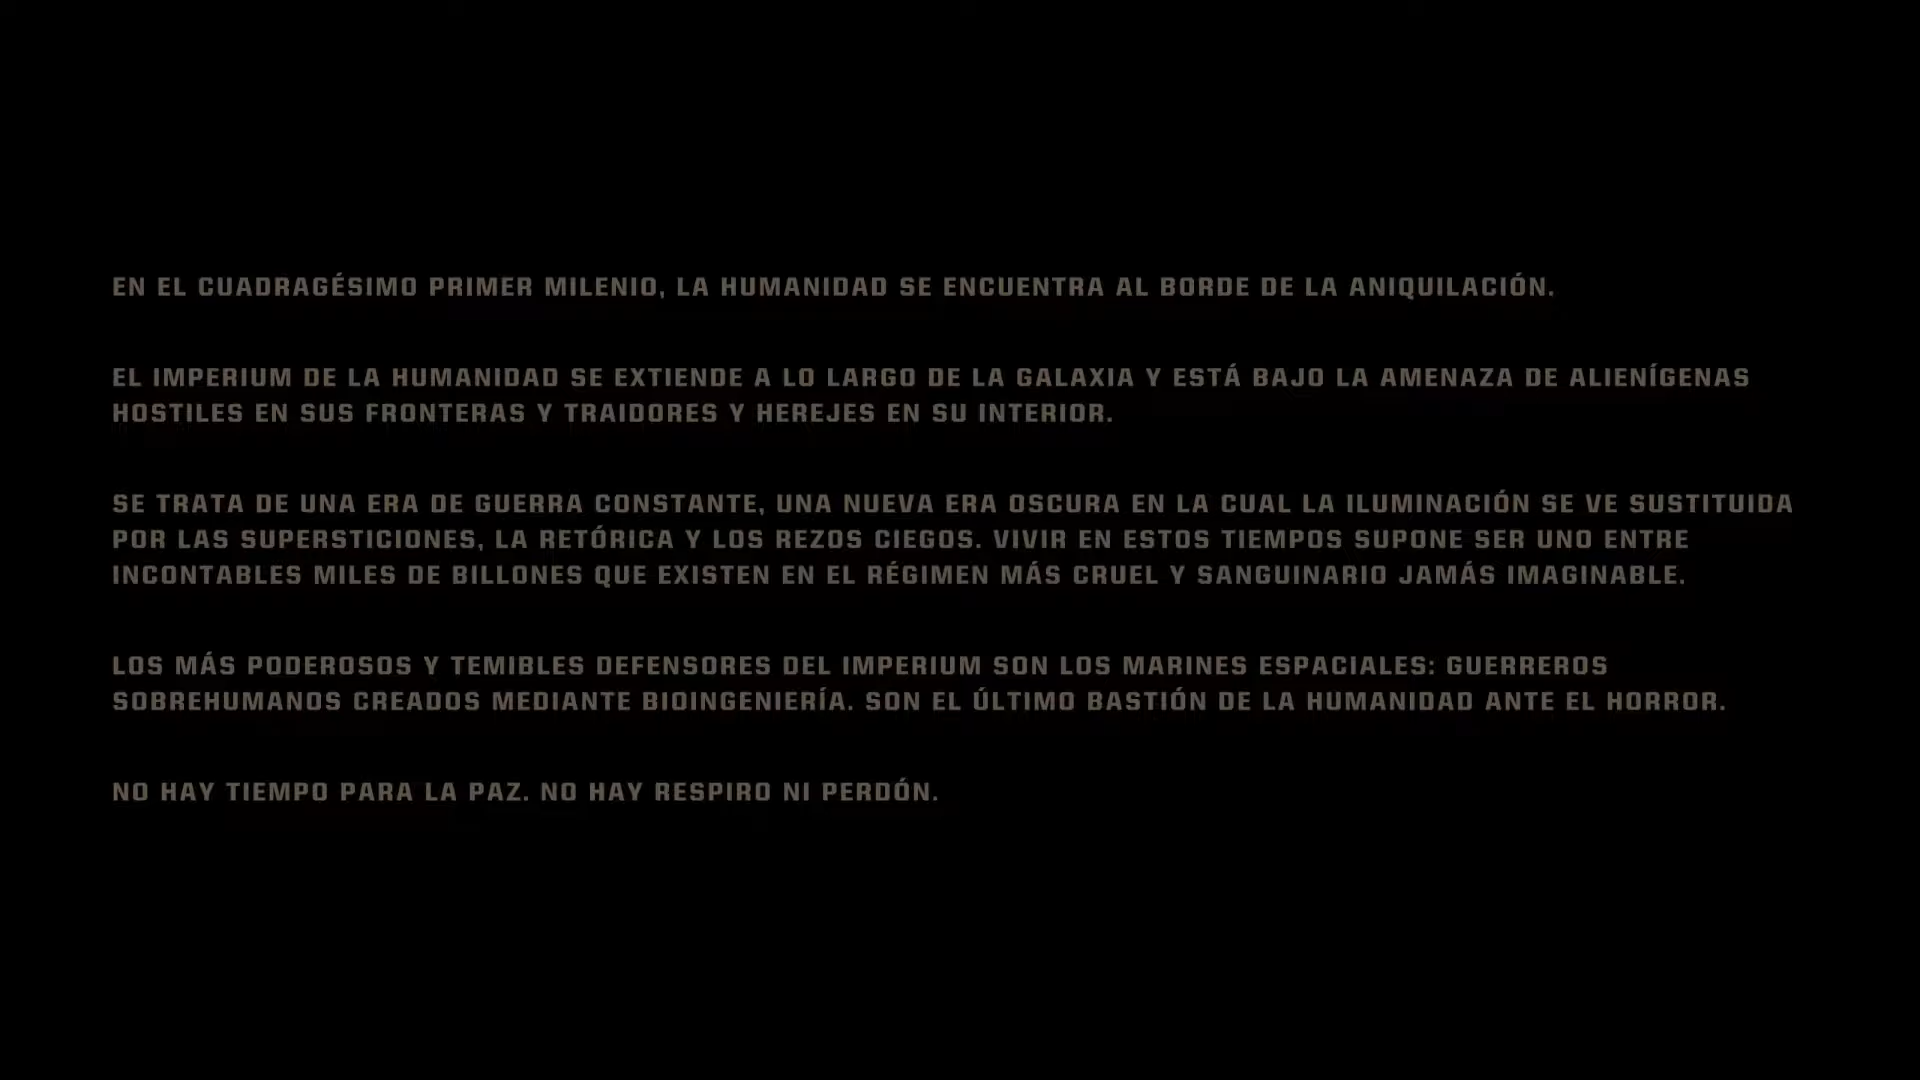 EN EL CUADRAGÉSIMO PRIMER MILENIO, LA HUMANIDAD SE ENCUENTRA AL BORDE DE LA ANIQUILACIÓN.
EL IMPERIUM DE LA HUMANIDAD SE EXTIENDE A LO LARGO DE LA GALAXIA Y ESTÁ BAJO LA AMENAZA DE ALIENÍGENAS
HOSTILES EN SUS FRONTERAS Y TRAIDORES Y HEREJES EN SU INTERIOR.
SE TRATA DE UNA ERA DE GUERRA CONSTANTE, UNA NUEVA ERA OSCURA EN LA CUAL LA ILUMINACIÓN SE VE SUSTITUIDA
POR LAS SUPERSTICIONES, LA RETÓRICA Y LOS REZOS CIEGOS. VIVIR EN ESTOS TIEMPOS SUPONE SER UNO ENTRE
INCONTABLES MILES DE BILLONES QUE EXISTEN EN EL RÉGIMEN MÁS CRUEL Y SANGUINARIO JAMÁS IMAGINABLE.
LOS MÁS PODEROSOS Y TEMIBLES DEFENSORES DEL IMPERIUM SON LOS MARINES ESPACIALES: GUERREROS
SOBREHUMANOS CREADOS MEDIANTE BIOINGENIERÍA. SON EL ÚLTIMO BASTIÓN DE LA HUMANIDAD ANTE EL HORROR.
NO HAY TIEMPO PARA LA PAZ. NO HAY RESPIRO NI PERDÓN.